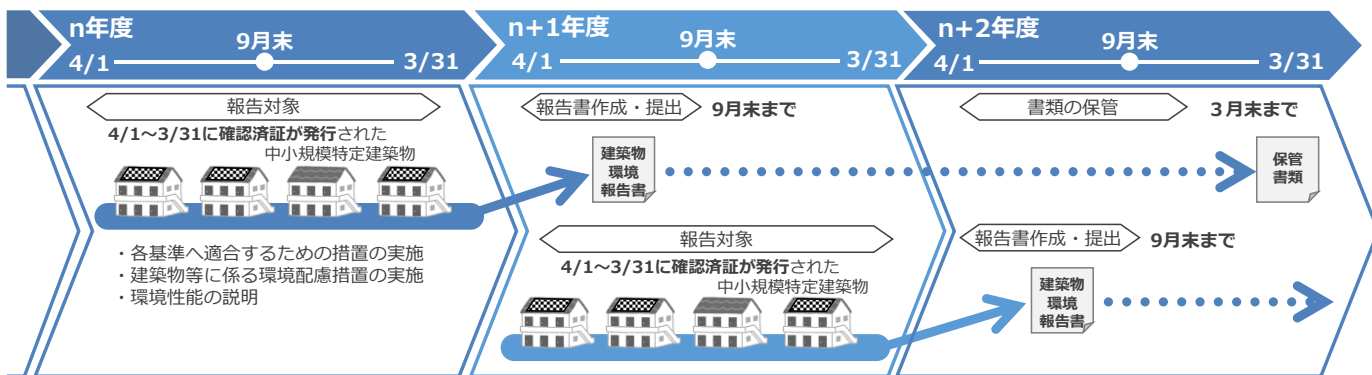 n年度
9月末
4/1
3/31
n+1年度
9月末
4/1
3/31
n+2年度
9月末
4/1
3/31
報告対象
4/1～3/31に確認済証が発行された
中小規模特定建築物
・各基準へ適合するための措置の実施
・建築物等に係る環境配慮措置の実施
・環境性能の説明
報告書作成・提出
9月末まで
建築物
環境
報告書
報告対象
4/1～3/31に確認済証が発行された
中小規模特定建築物
書類の保管
3月末まで
保管
書類
報告書作成・提出
9月末まで
建築物
環境
報告書